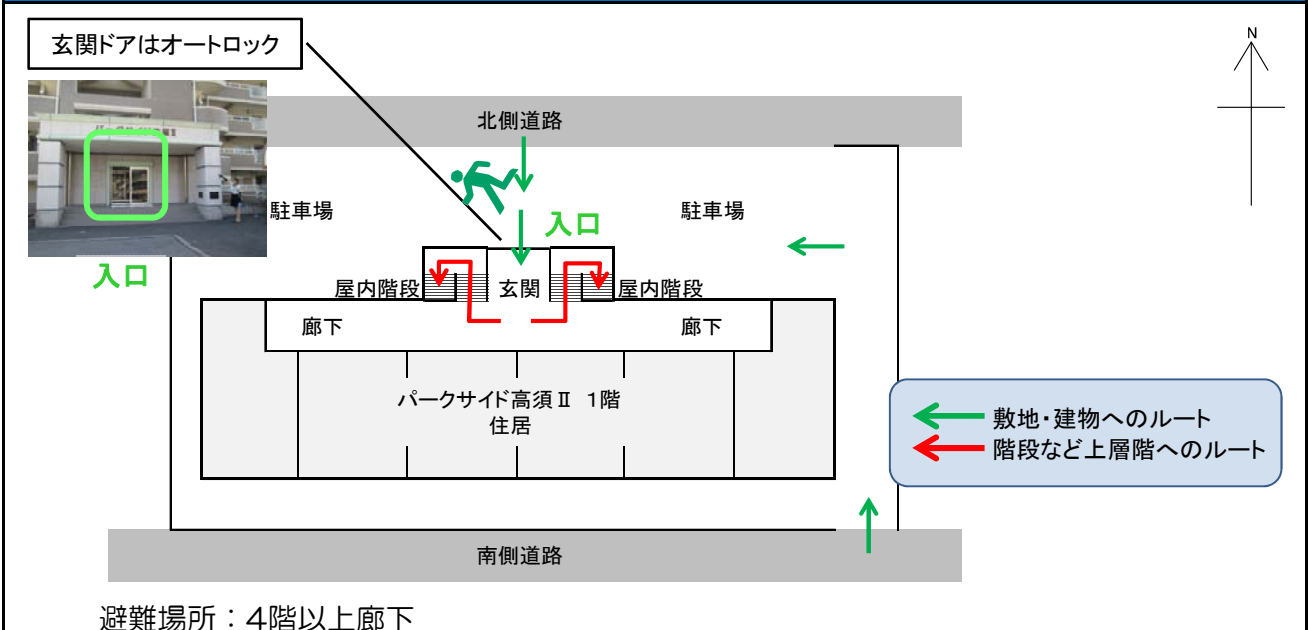 玄関ドアはオートロック
N
北側道路
駐車場
駐車場
入口
入口
屋内階段
玄関
屋内階段
廊下
廊下
パークサイド高須Ⅱ 1階
住居
敷地・建物へのルート
階段など上層階へのルート
南側道路
避難場所：4階以上廊下